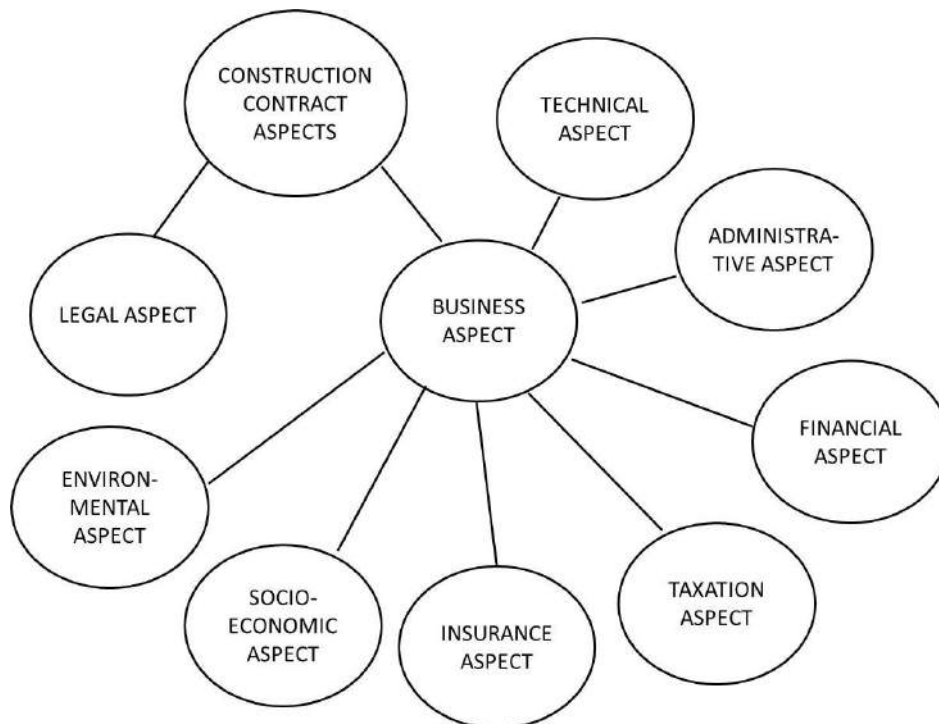 CONSTRUCTION
CONTRACT
ASPECTS
TECHNICAL
ASPECT
ADMINISTRA-
TIVE ASPECT
LEGAL ASPECT
BUSINESS
ASPECT
FINANCIAL
ASPECT
ENVIRON-
MENTAL
ASPECT
SOCIO-
ECONOMIC
ASPECT
INSURANCE
ASPECT
TAXATION
ASPECT